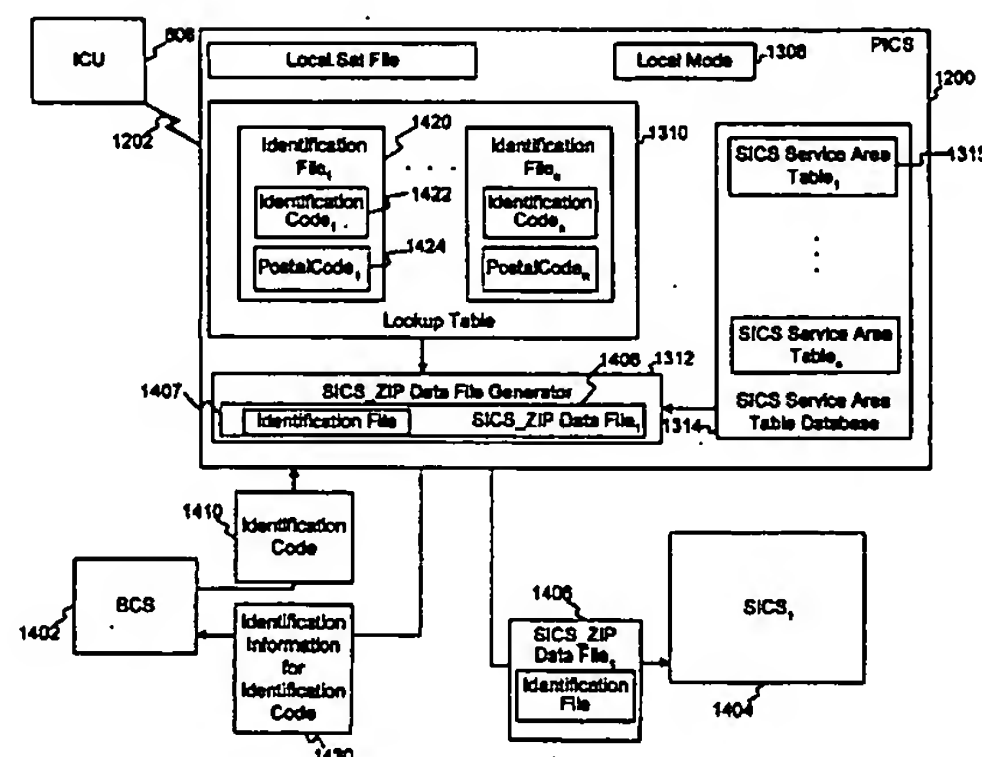 ICU
608
PICS
Local Sat File
Local Mode
1308
1200
1202
1420
1310
Identification
File₁
. . .
Identification
Fileₙ
Identification
Code₁
1422
Identification
Codeₙ
PostalCode₁
1424
PostalCodeₙ
Lookup Table
SICS Service Area
Table₁
1315
SICS Service Area
Tableₙ
SICS Service Area
Table Database
1314
1406
1312
1407
SICS_ZIP Data File Generator
Identification File
SICS_ZIP Data File₁
1410
Identification
Code
BCS
1402
Identification
Information
for
Identification
Code
1430
1406
SICS_ZIP
Data File₁
Identification
File
SICS₁
1404